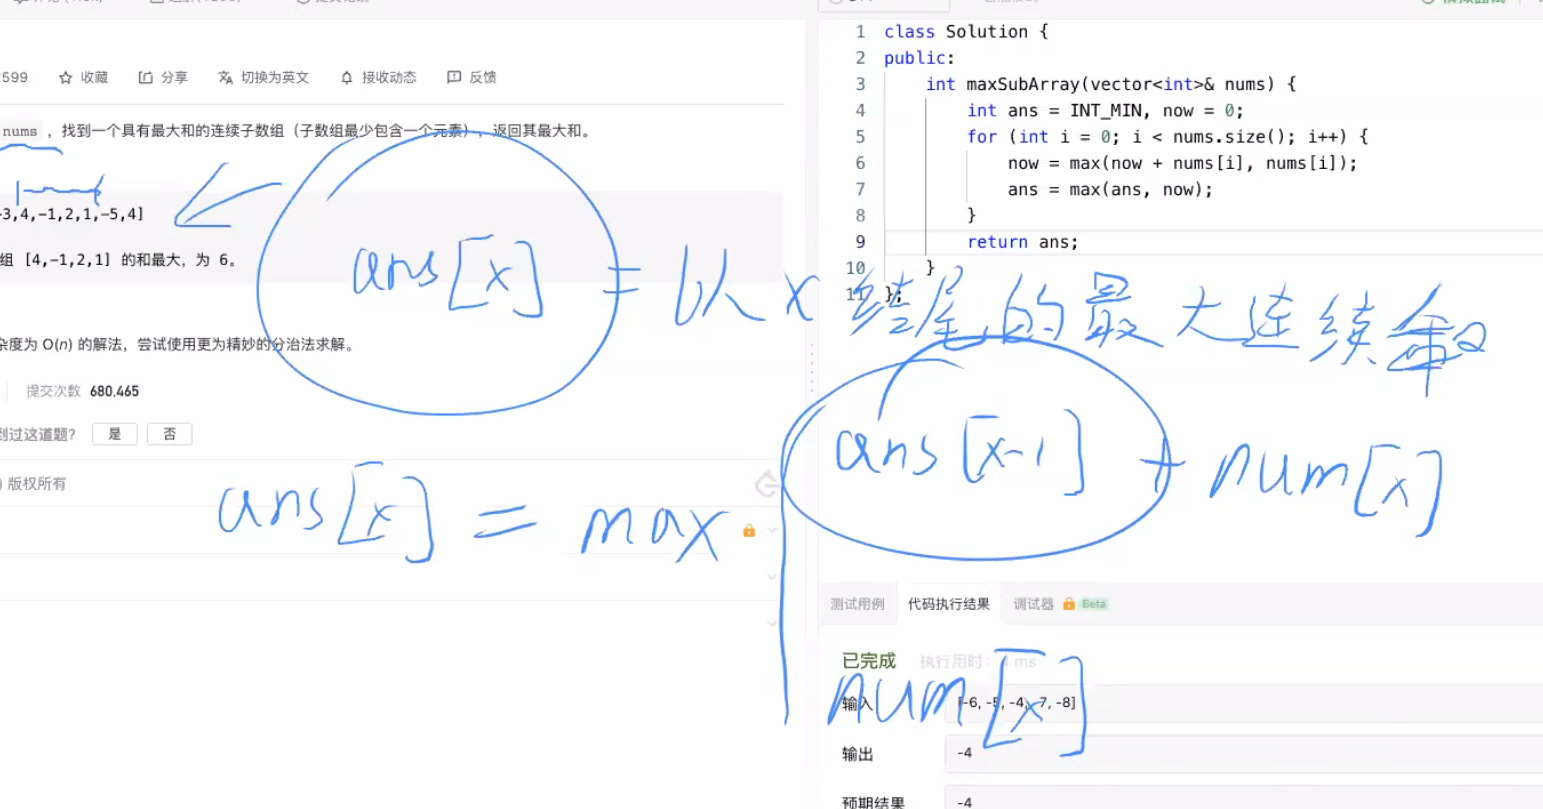 2599 收藏 分享 切换为英文 接收动态 反馈
nums ，找到一个具有最大和的连续子数组（子数组最少包含一个元素），返回其最大和。
-3,4,-1,2,1,-5,4]
组 [4,-1,2,1] 的和最大，为 6。
杂度为 O(n) 的解法，尝试使用更为精妙的分治法求解。
提交次数 680,465
到过这道题? 是 否
版权所有
1 class Solution {
2 public:
3 int maxSubArray(vector<int>& nums) {
4 int ans = INT_MIN, now = 0;
5 for (int i = 0; i < nums.size(); i++) {
6 now = max(now + nums[i], nums[i]);
7 ans = max(ans, now);
8 }
9 return ans;
10 }
11 };
ans[x] = 以 x 结尾的最大连续
ans[x] = max
ans[x-1] + num[x]
num[x]
测试用例 代码执行结果 调试器 Beta
已完成 执行用时: 4 ms
输入 [-6, -5, -4, -7, -8]
输出 -4
预期结果 -4